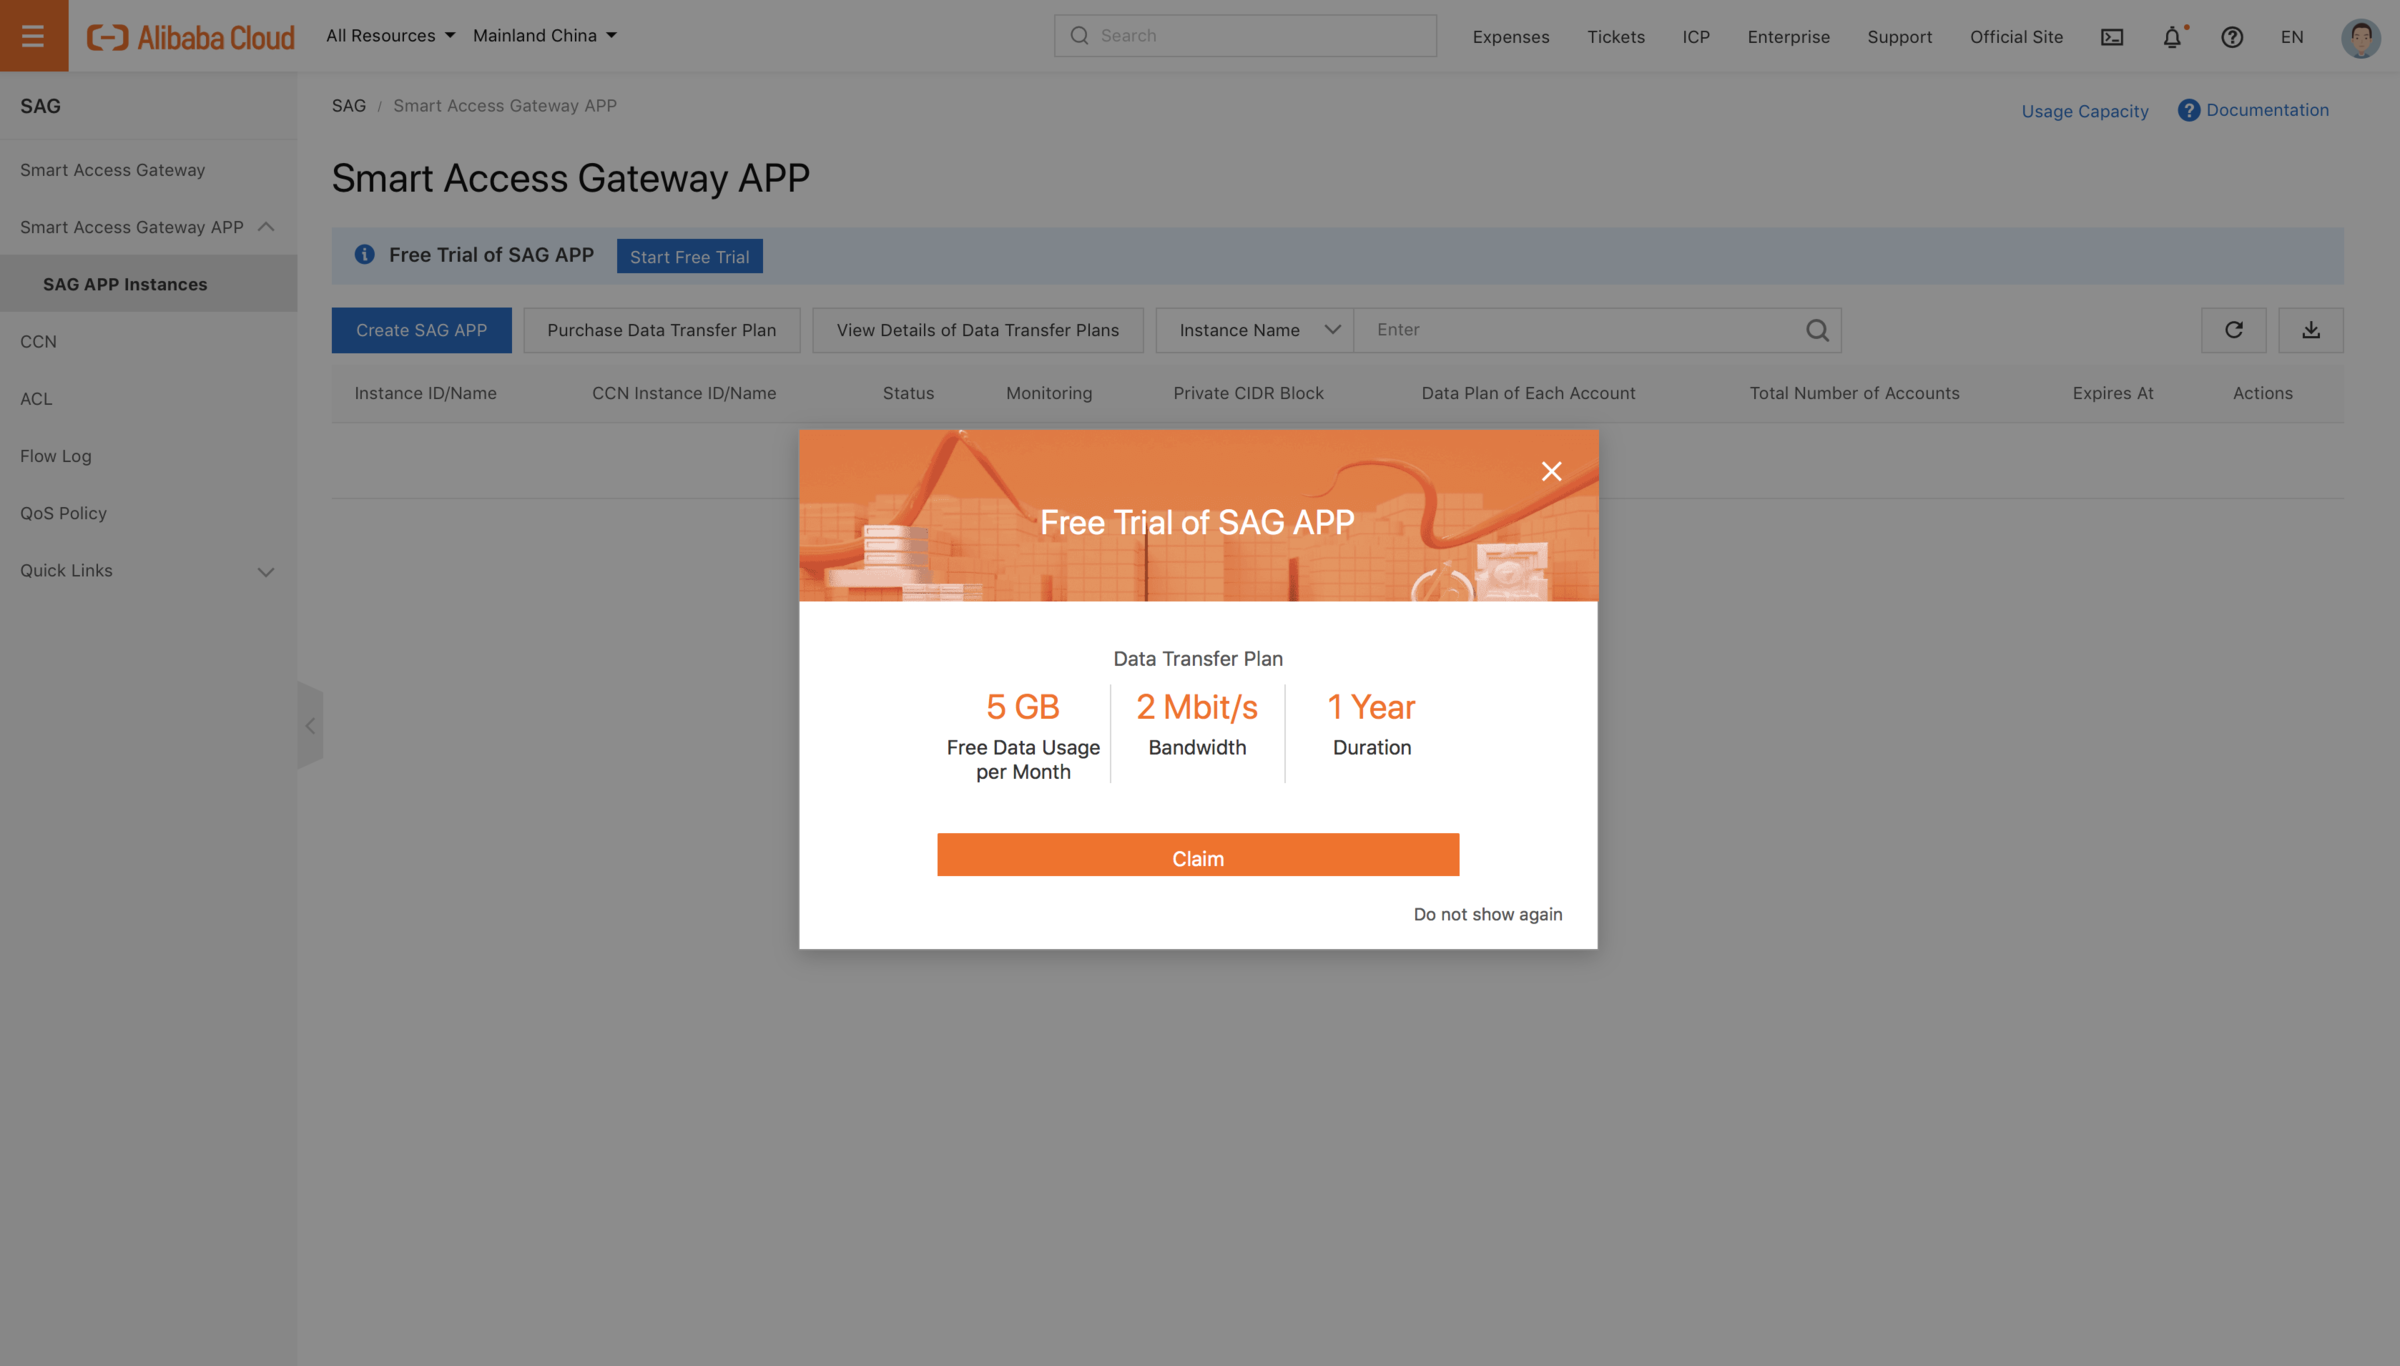 Alibaba Cloud
All Resources
Mainland China
Search
Expenses
Tickets
ICP
Enterprise
Support
Official Site
EN
SAG
Smart Access Gateway
Smart Access Gateway APP
SAG APP Instances
CCN
ACL
Flow Log
QoS Policy
Quick Links
SAG / Smart Access Gateway APP
Usage Capacity
Documentation
Smart Access Gateway APP
Free Trial of SAG APP
Start Free Trial
Create SAG APP
Purchase Data Transfer Plan
View Details of Data Transfer Plans
Instance Name
Enter
Instance ID/Name
CCN Instance ID/Name
Status
Monitoring
Private CIDR Block
Data Plan of Each Account
Total Number of Accounts
Expires At
Actions
Free Trial of SAG APP
Data Transfer Plan
5 GB
Free Data Usage
per Month
2 Mbit/s
Bandwidth
1 Year
Duration
Claim
Do not show again